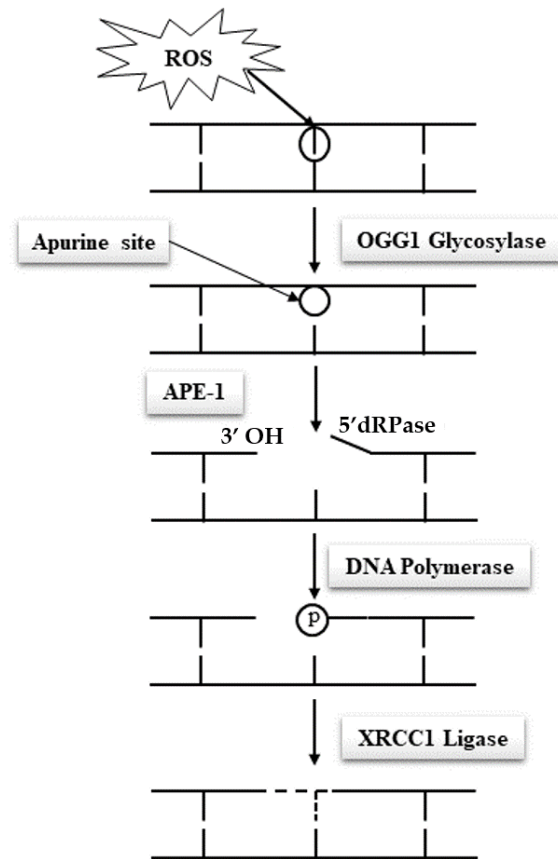 ROS
OGG1 Glycosylase
Apurine site
APE-1
3′ OH
5′dRPase
DNA Polymerase
p
XRCC1 Ligase